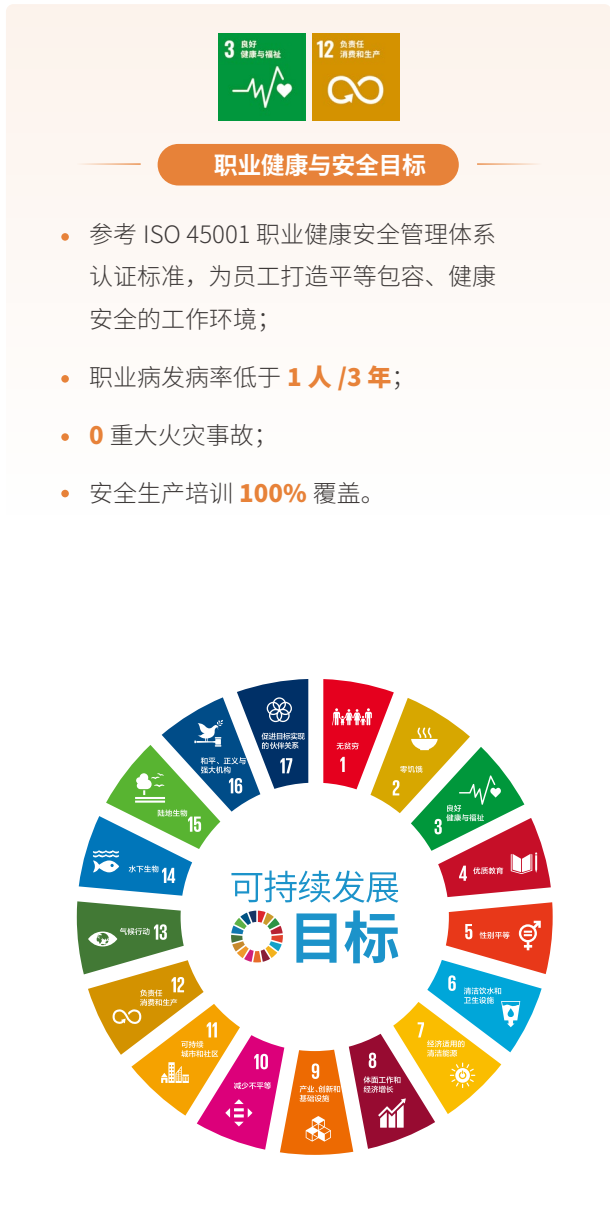 3 良好
健康与福祉
12 负责任
消费和生产
职业健康与安全目标
参考 ISO 45001 职业健康安全管理体系
认证标准，为员工打造平等包容、健康
安全的工作环境；
职业病发病率低于 1 人 /3 年；
0 重大火灾事故；
安全生产培训 100% 覆盖。
无贫穷
1
零饥饿
2
良好
健康与福祉
3
4 优质教育
5 性别平等
6 清洁饮水和
卫生设施
7
经济适用的
清洁能源
8
体面工作和
经济增长
9
产业、创新和
基础设施
10
减少不平等
11
可持续
城市和社区
12
负责任
消费和生产
气候行动 13
水下生物 14
陆地生物 15
和平、正义与
强大机构
16
促进目标实现
的伙伴关系
17
可持续发展
目标